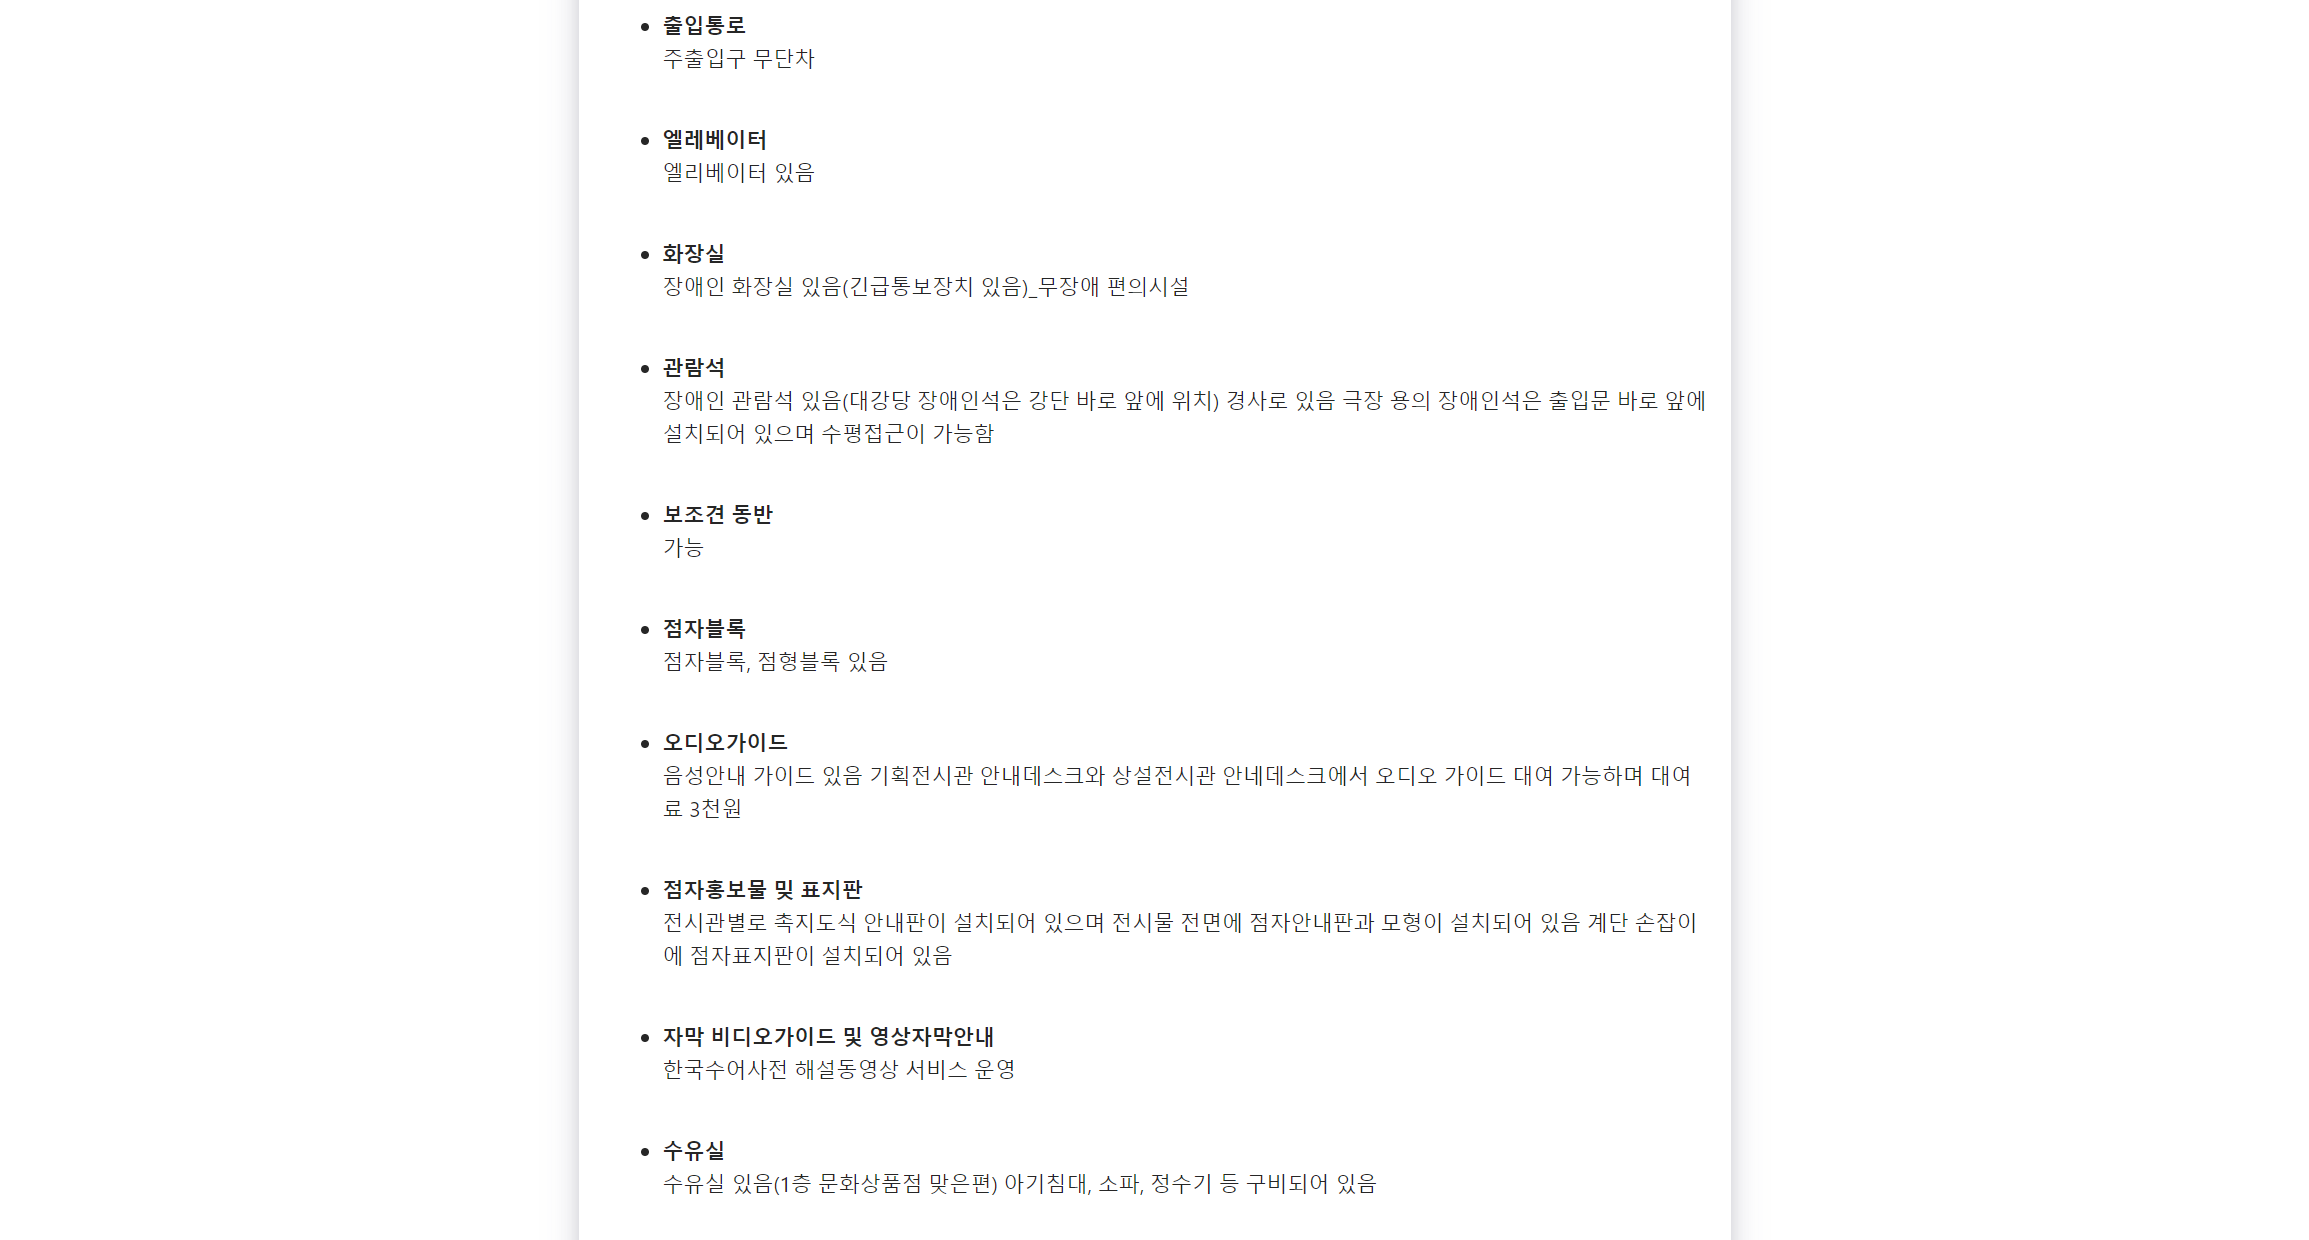 출입통로
주출입구 무단차
엘레베이터
엘리베이터 있음
화장실
장애인 화장실 있음(긴급통보장치 있음)_무장애 편의시설
관람석
장애인 관람석 있음(대강당 장애인석은 강단 바로 앞에 위치) 경사로 있음 극장 용의 장애인석은 출입문 바로 앞에
설치되어 있으며 수평접근이 가능함
보조견 동반
가능
점자블록
점자블록, 점형블록 있음
오디오가이드
음성안내 가이드 있음 기획전시관 안내데스크와 상설전시관 안네데스크에서 오디오 가이드 대여 가능하며 대여
료 3천원
점자홍보물 및 표지판
전시관별로 촉지도식 안내판이 설치되어 있으며 전시물 전면에 점자안내판과 모형이 설치되어 있음 계단 손잡이
에 점자표지판이 설치되어 있음
자막 비디오가이드 및 영상자막안내
한국수어사전 해설동영상 서비스 운영
수유실
수유실 있음(1층 문화상품점 맞은편) 아기침대, 소파, 정수기 등 구비되어 있음